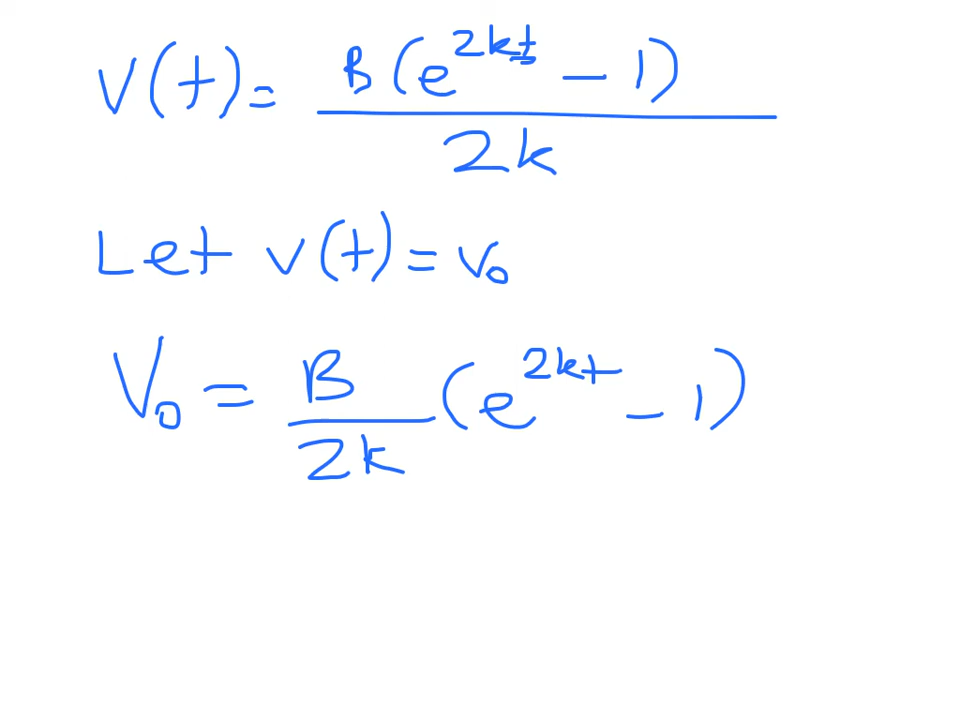 V(t) = B(e^{2kt} - 1) / 2k
Let v(t) = v₀
V₀ = B/2k (e^{2kt} - 1)